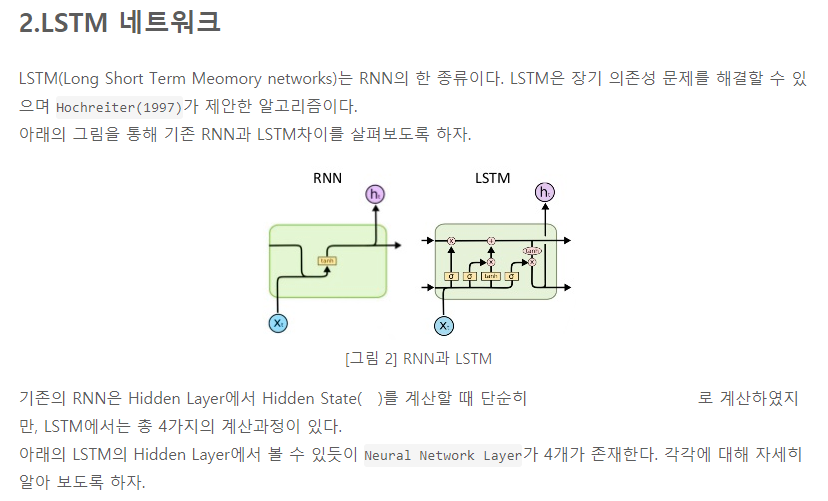 2.LSTM 네트워크
LSTM(Long Short Term Meomory networks)는 RNN의 한 종류이다. LSTM은 장기 의존성 문제를 해결할 수 있
으며 Hochreiter(1997)가 제안한 알고리즘이다.
아래의 그림을 통해 기존 RNN과 LSTM차이를 살펴보도록 하자.
RNN LSTM
hₜ hₜ
x + tanh
tanh x x
σ σ tanh σ
Xₜ Xₜ
[그림 2] RNN과 LSTM
기존의 RNN은 Hidden Layer에서 Hidden State( )를 계산할 때 단순히 로 계산하였지
만, LSTM에서는 총 4가지의 계산과정이 있다.
아래의 LSTM의 Hidden Layer에서 볼 수 있듯이 Neural Network Layer가 4개가 존재한다. 각각에 대해 자세히
알아 보도록 하자.